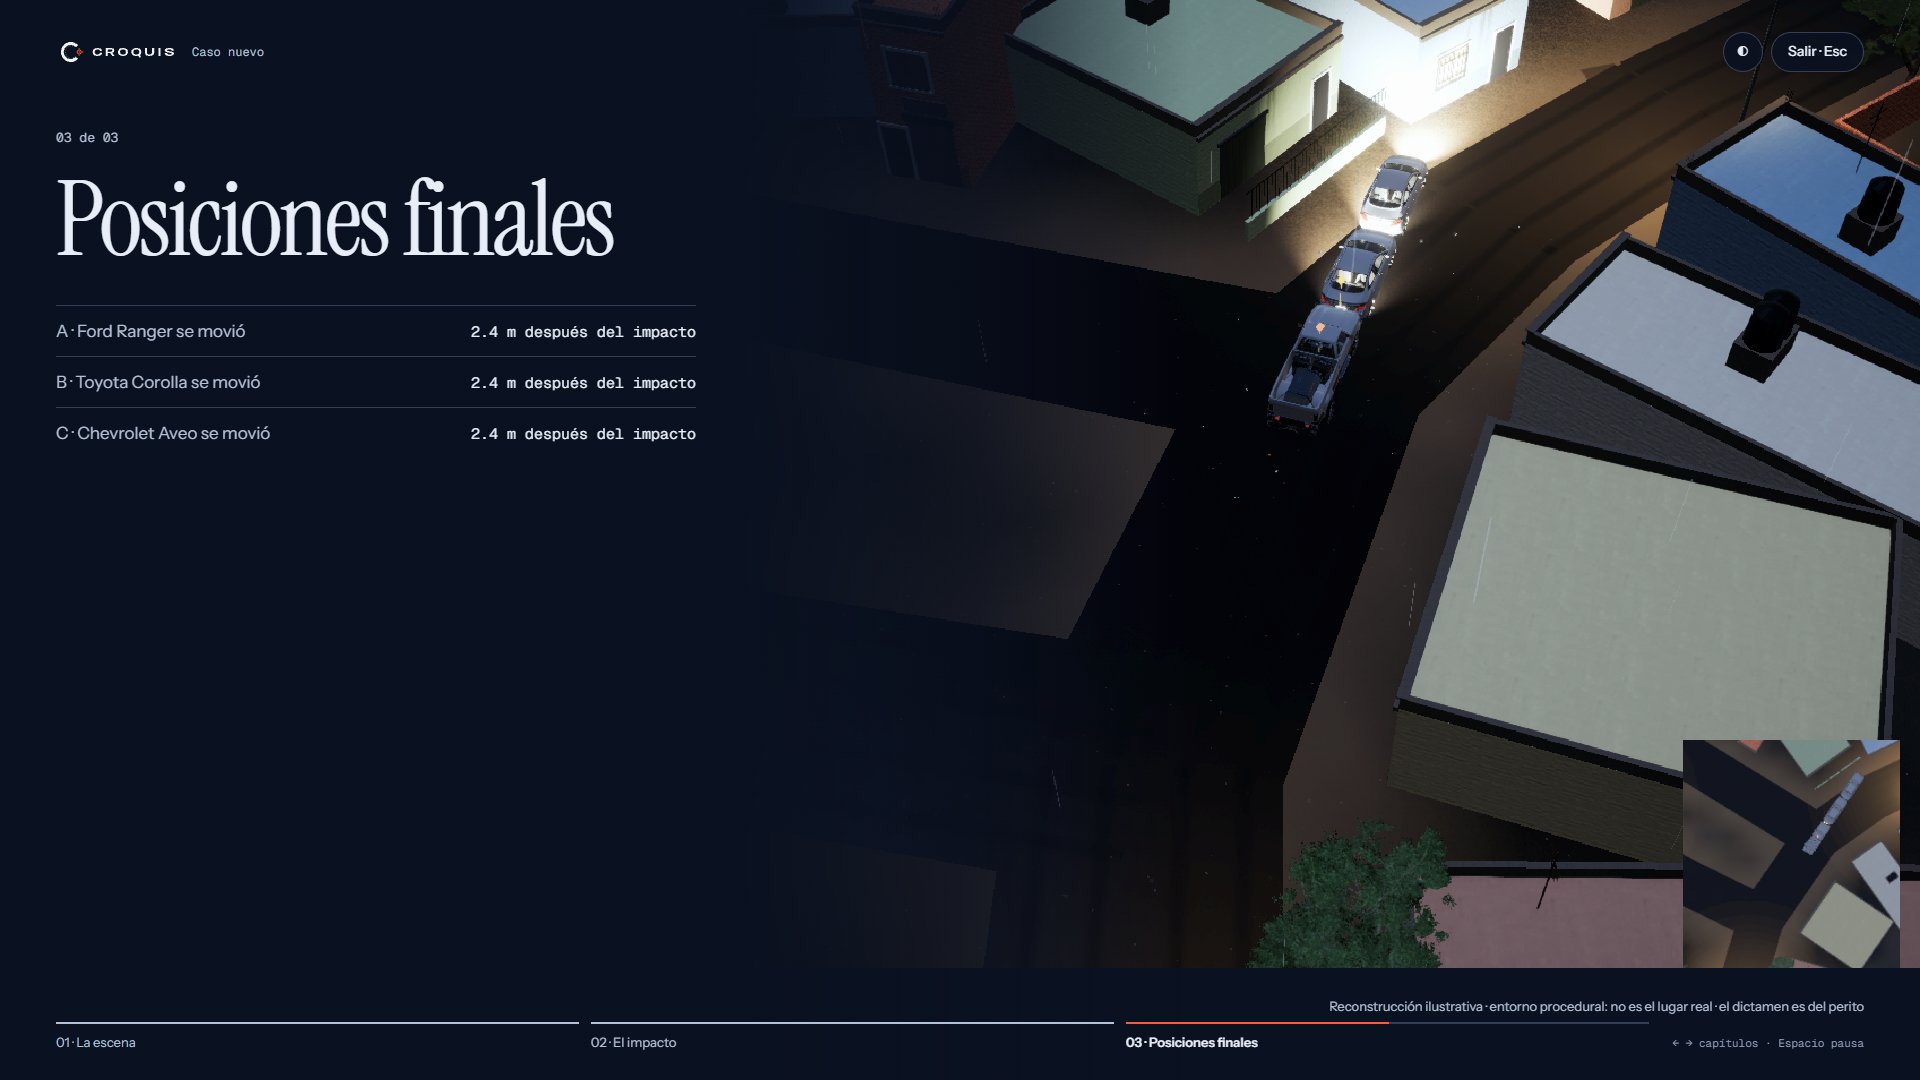 CROQUIS Caso nuevo
Salir·Esc
03 de 03
Posiciones finales
A·Ford Ranger se movió 2.4 m después del impacto
B·Toyota Corolla se movió 2.4 m después del impacto
C·Chevrolet Aveo se movió 2.4 m después del impacto
Reconstrucción ilustrativa·entorno procedural: no es el lugar real·el dictamen es del perito
01·La escena
02·El impacto
03·Posiciones finales
← → capítulos · Espacio pausa